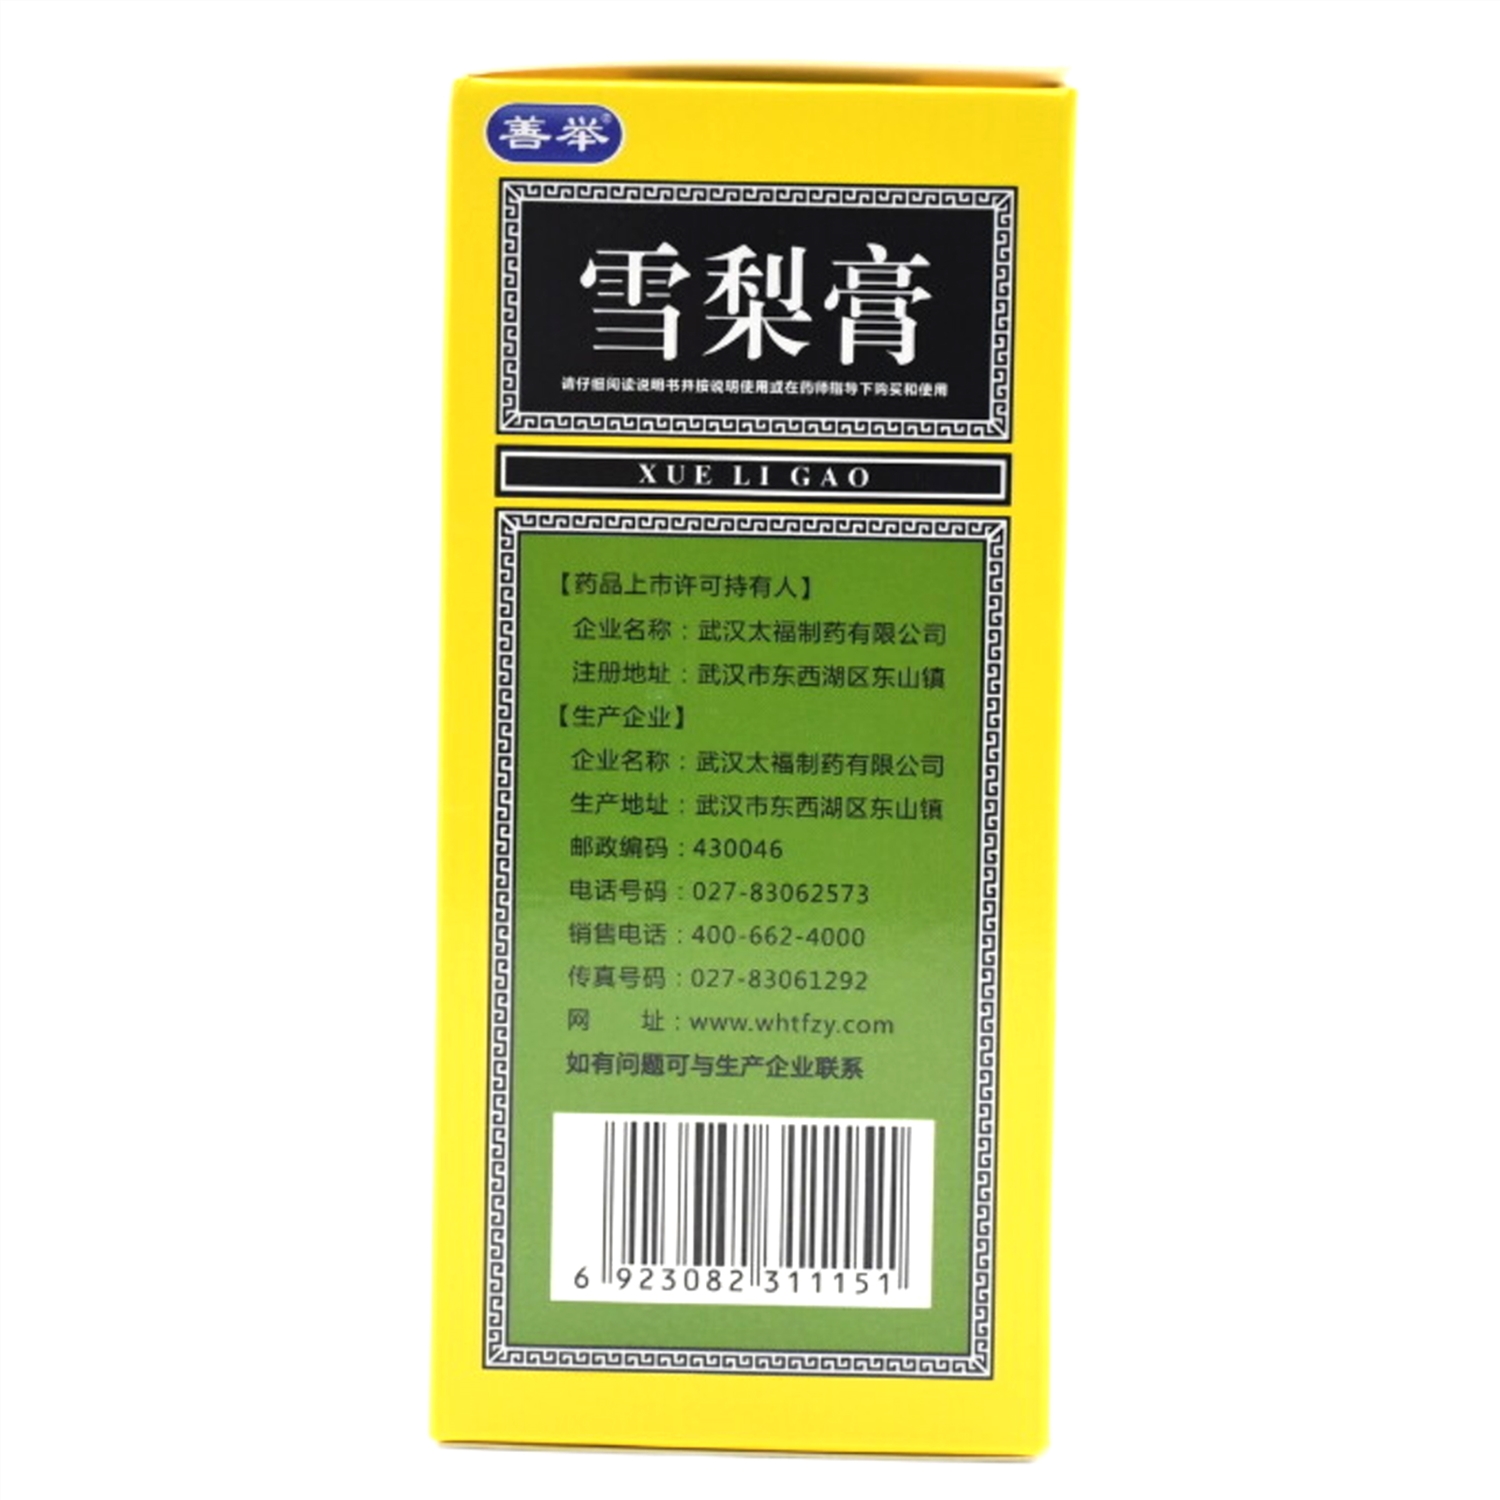 善举®
雪梨膏
请仔细阅读说明书并按说明使用或在药师指导下购买和使用
XUE LI GAO
【药品上市许可持有人】
企业名称：武汉太福制药有限公司
注册地址：武汉市东西湖区东山镇
【生产企业】
企业名称：武汉太福制药有限公司
生产地址：武汉市东西湖区东山镇
邮政编码：430046
电话号码：027-83062573
销售电话：400-662-4000
传真号码：027-83061292
网　　址：www.whtfzy.com
如有问题可与生产企业联系
6 923082 311151